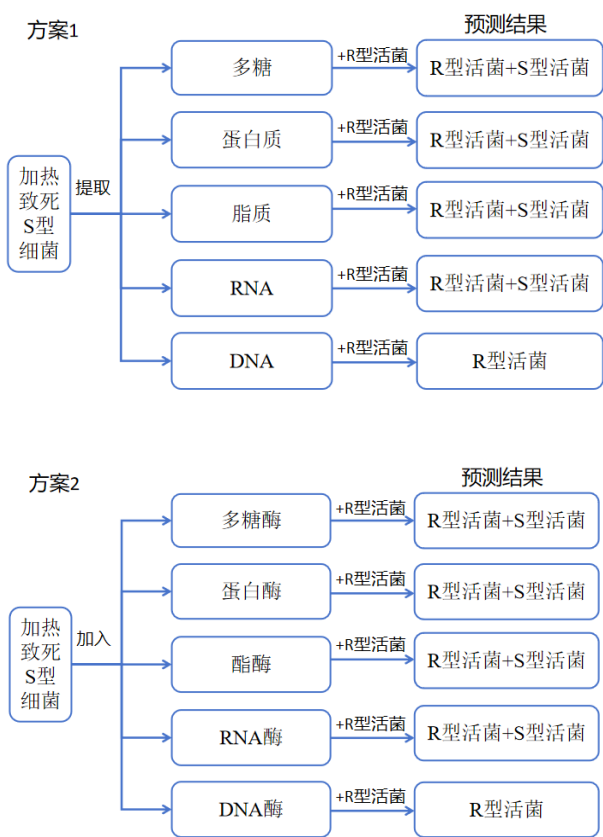 方案1
预测结果
多糖
+R型活菌
R型活菌+S型活菌
蛋白质
+R型活菌
R型活菌+S型活菌
加热
致死
S型
细菌
提取
脂质
+R型活菌
R型活菌+S型活菌
RNA
+R型活菌
R型活菌+S型活菌
DNA
+R型活菌
R型活菌
方案2
预测结果
多糖酶
+R型活菌
R型活菌+S型活菌
蛋白酶
+R型活菌
R型活菌+S型活菌
加热
致死
S型
细菌
加入
酯酶
+R型活菌
R型活菌+S型活菌
RNA酶
+R型活菌
R型活菌+S型活菌
DNA酶
+R型活菌
R型活菌